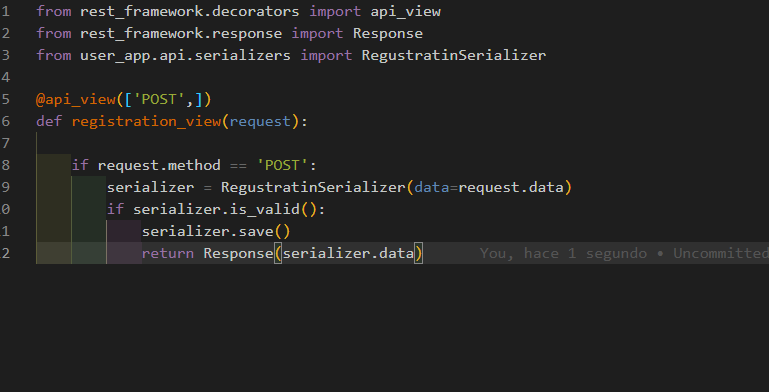 1 from rest_framework.decorators import api_view
2 from rest_framework.response import Response
3 from user_app.api.serializers import RegustratinSerializer
4
5 @api_view(['POST',])
6 def registration_view(request):
7
8 if request.method == 'POST':
9 serializer = RegustratinSerializer(data=request.data)
0 if serializer.is_valid():
1 serializer.save()
2 return Response(serializer.data) You, hace 1 segundo • Uncommitted